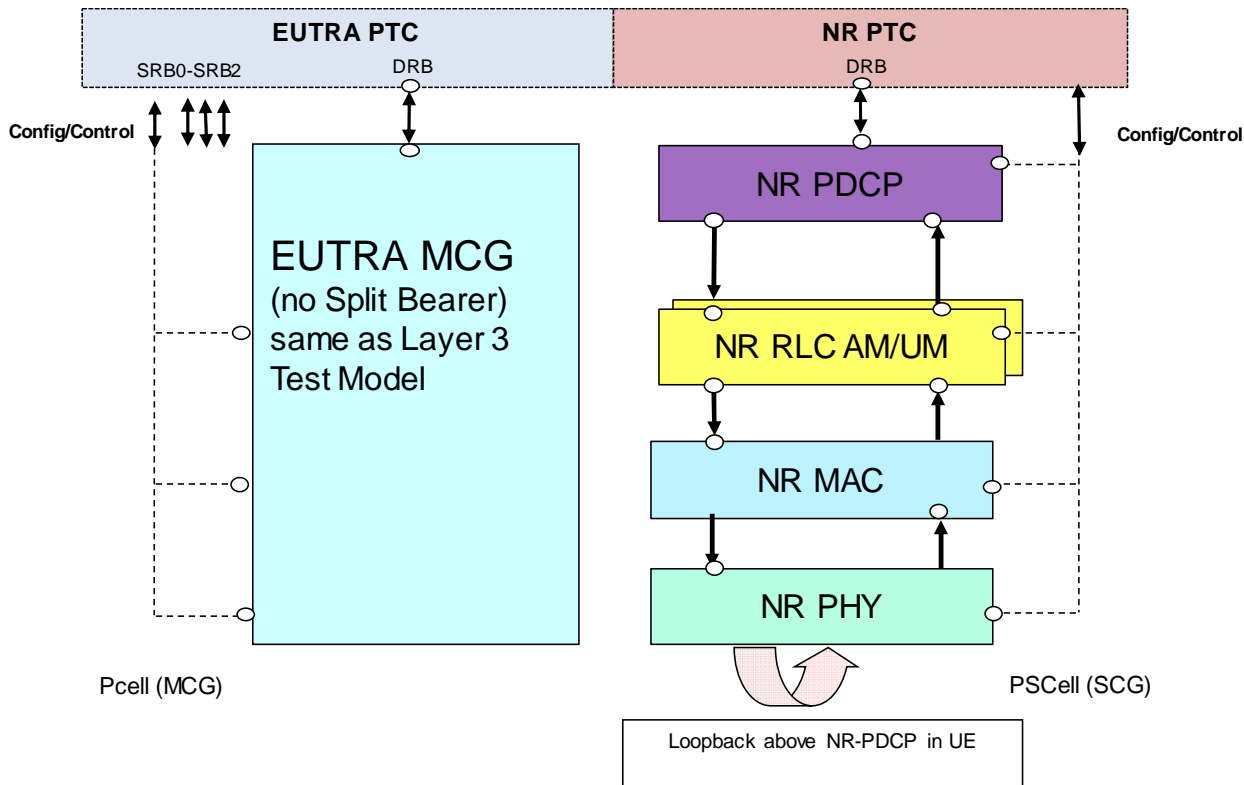 EUTRA PTC
NR PTC
SRB0-SRB2
DRB
DRB
Config/Control
Config/Control
NR PDCP
EUTRA MCG
(no Split Bearer)
same as Layer 3
Test Model
NR RLC AM/UM
NR MAC
NR PHY
Pcell (MCG)
PSCell (SCG)
Loopback above NR-PDCP in UE